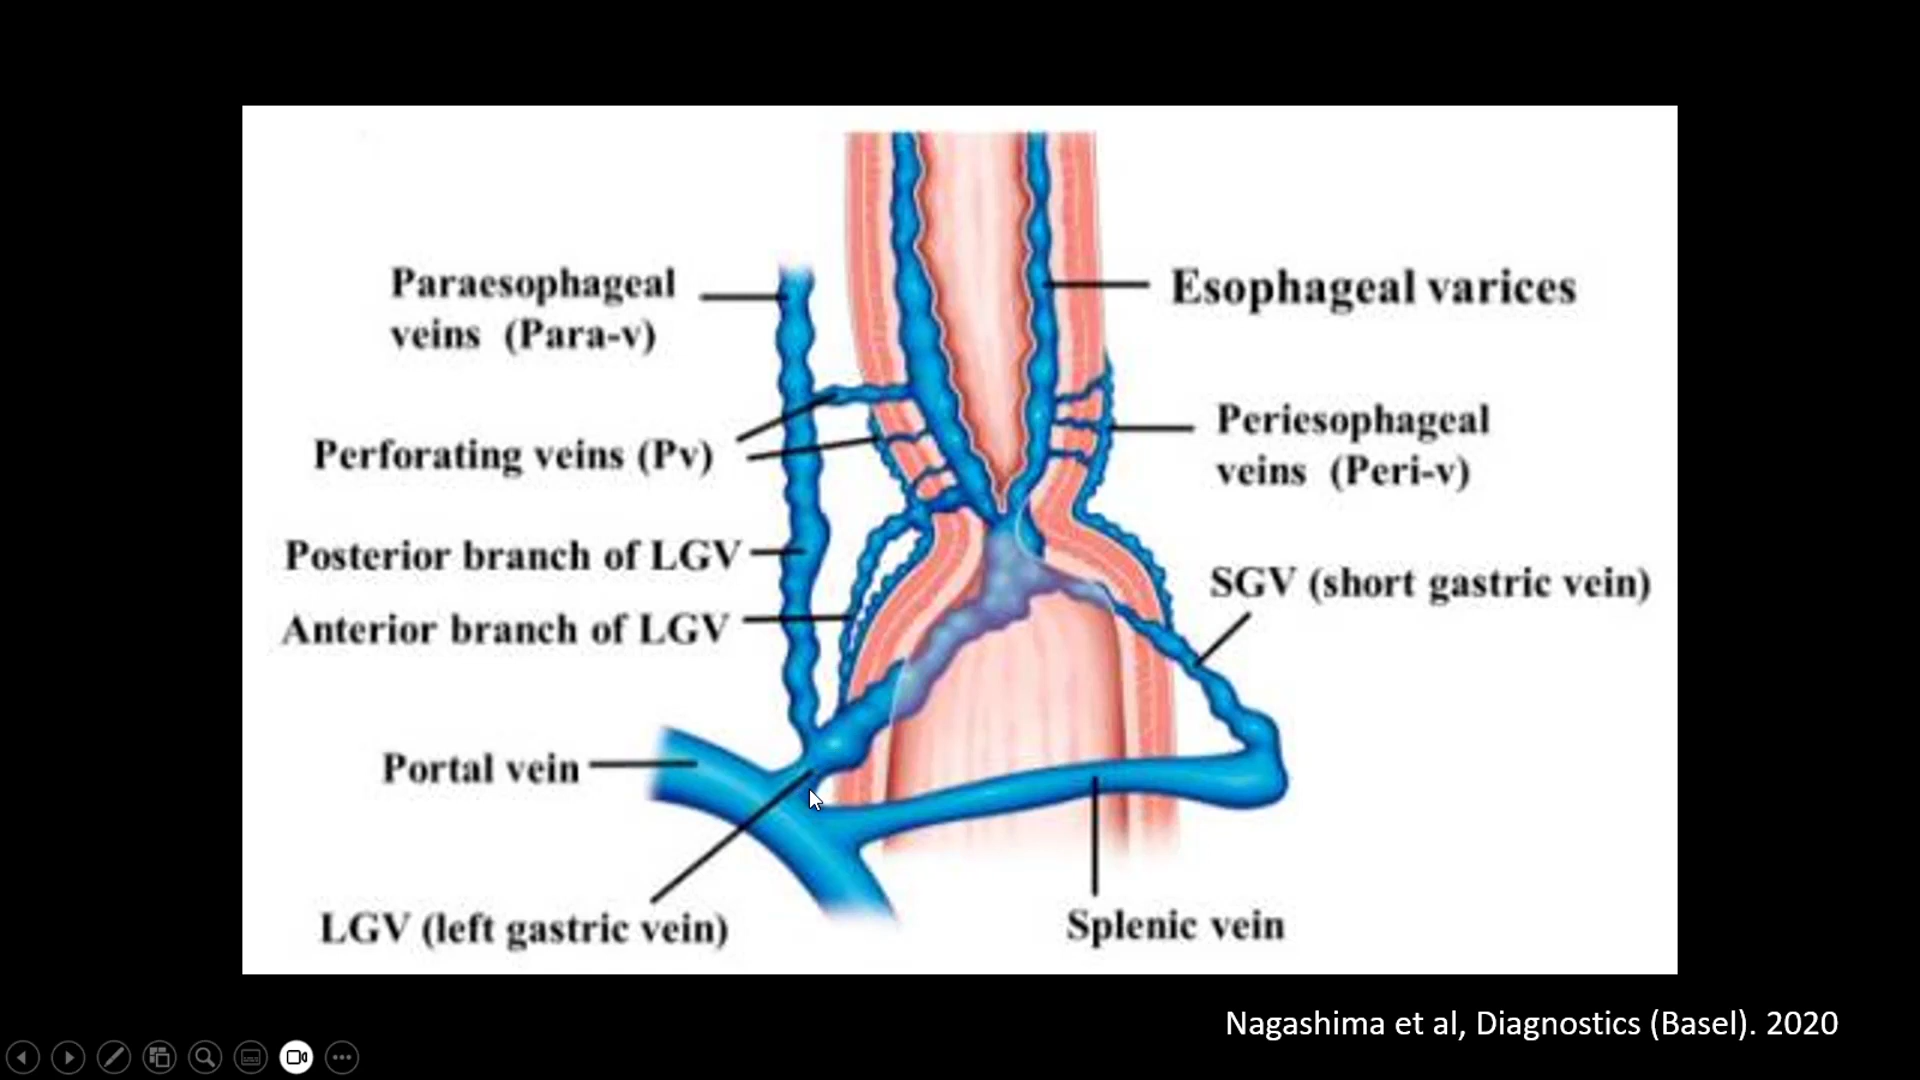 Paraesophageal
veins (Para-v)
Esophageal varices
Perforating veins (Pv)
Periesophageal
veins (Peri-v)
Posterior branch of LGV
Anterior branch of LGV
SGV (short gastric vein)
Portal vein
LGV (left gastric vein)
Splenic vein
Nagashima et al, Diagnostics (Basel). 2020